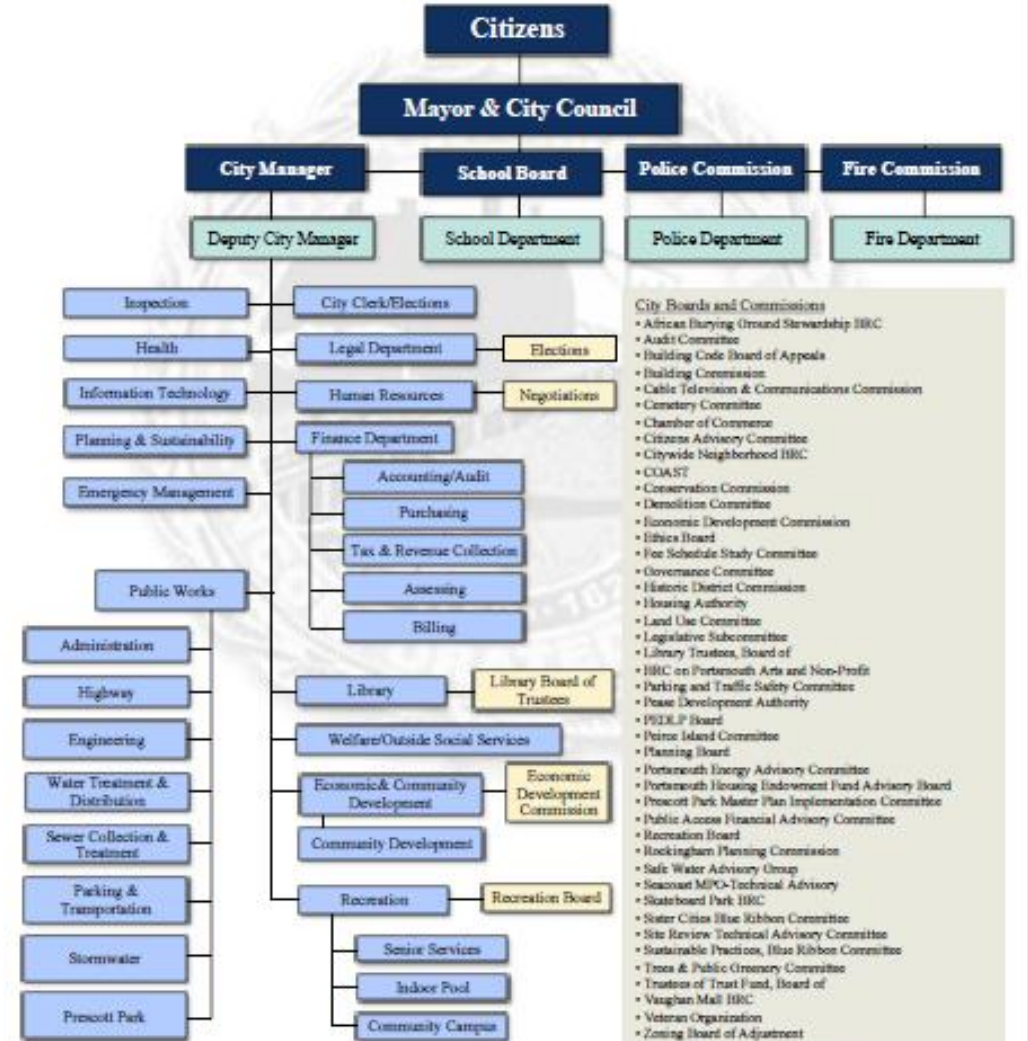 Citizens
Mayor & City Council
City Manager
School Board
Police Commission
Fire Commission
Deputy City Manager
School Department
Police Department
Fire Department
Inspection
City Clerk/Elections
Health
Legal Department
Elections
Information Technology
Human Resources
Negotiations
Planning & Sustainability
Finance Department
Emergency Management
Accounting/Audit
Purchasing
Tax & Revenue Collection
Assessing
Billing
Public Works
Administration
Highway
Engineering
Water Treatment &
Distribution
Sewer Collection &
Treatment
Parking &
Transportation
Stormwater
Prescott Park
Library
Library Board of
Trustees
Welfare/Outside Social Services
Economic& Community
Development
Economic
Development
Commission
Community Development
Recreation
Recreation Board
Senior Services
Indoor Pool
Community Campus
City Boards and Commissions
• African Burying Ground Stewardship BRC
• Audit Committee
• Building Code Board of Appeals
• Building Commission
• Cable Television & Communications Commission
• Cemetery Committee
• Chamber of Commerce
• Citizens Advisory Committee
• Citywide Neighborhood BRC
• COAST
• Conservation Commission
• Demolition Committee
• Economic Development Commission
• Ethics Board
• Fee Schedule Study Committee
• Governance Committee
• Historic District Commission
• Housing Authority
• Land Use Committee
• Legislative Subcommittee
• Library Trustees, Board of
• BRC on Portsmouth Arts and Non-Profit
• Parking and Traffic Safety Committee
• Pease Development Authority
• PEDLP Board
• Peirce Island Committee
• Planning Board
• Portsmouth Energy Advisory Committee
• Portsmouth Housing Endowment Fund Advisory Board
• Prescott Park Master Plan Implementation Committee
• Public Access Financial Advisory Committee
• Recreation Board
• Rockingham Planning Commission
• Safe Water Advisory Group
• Seacoast MPO-Technical Advisory
• Skateboard Park BRC
• Sister Cities Blue Ribbon Committee
• Site Review Technical Advisory Committee
• Sustainable Practices, Blue Ribbon Committee
• Trees & Public Greenery Committee
• Trustees of Trust Fund, Board of
• Vaughan Mall BRC
• Veteran Organization
• Zoning Board of Adjustment